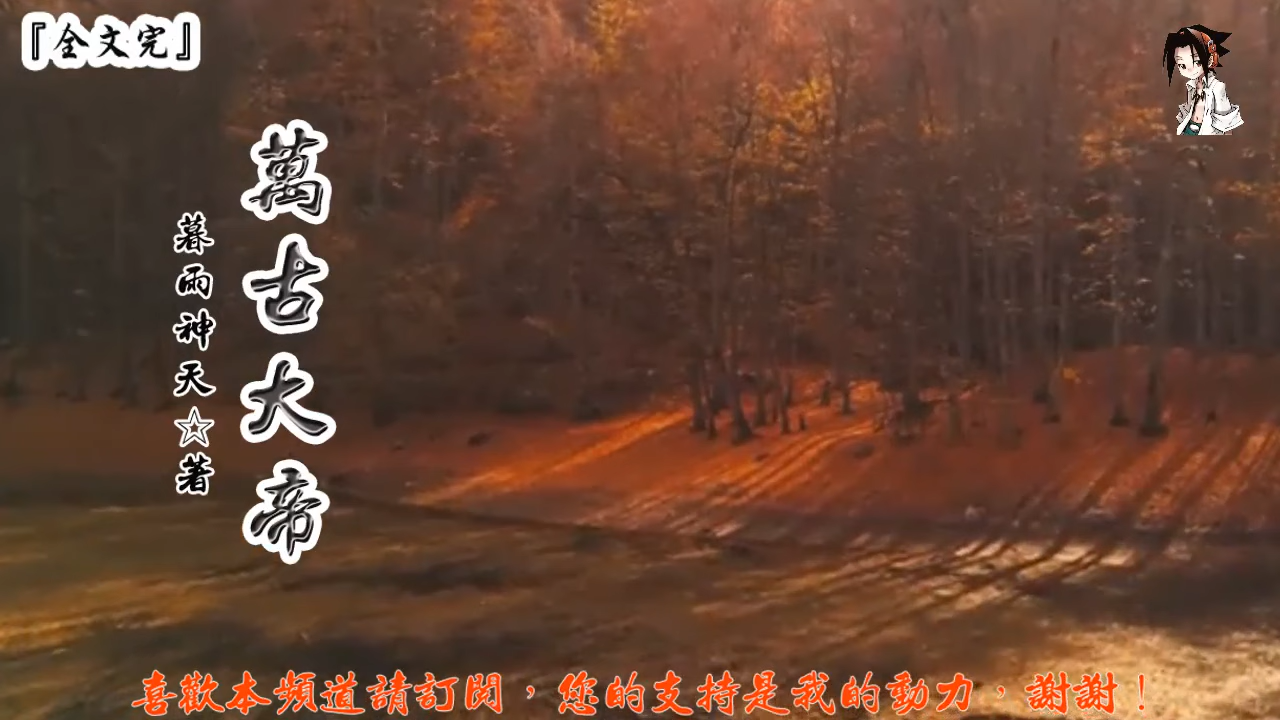 『全文完』
萬古大帝
暮雨神天☆著
喜歡本頻道請訂閱，您的支持是我的動力，謝謝！